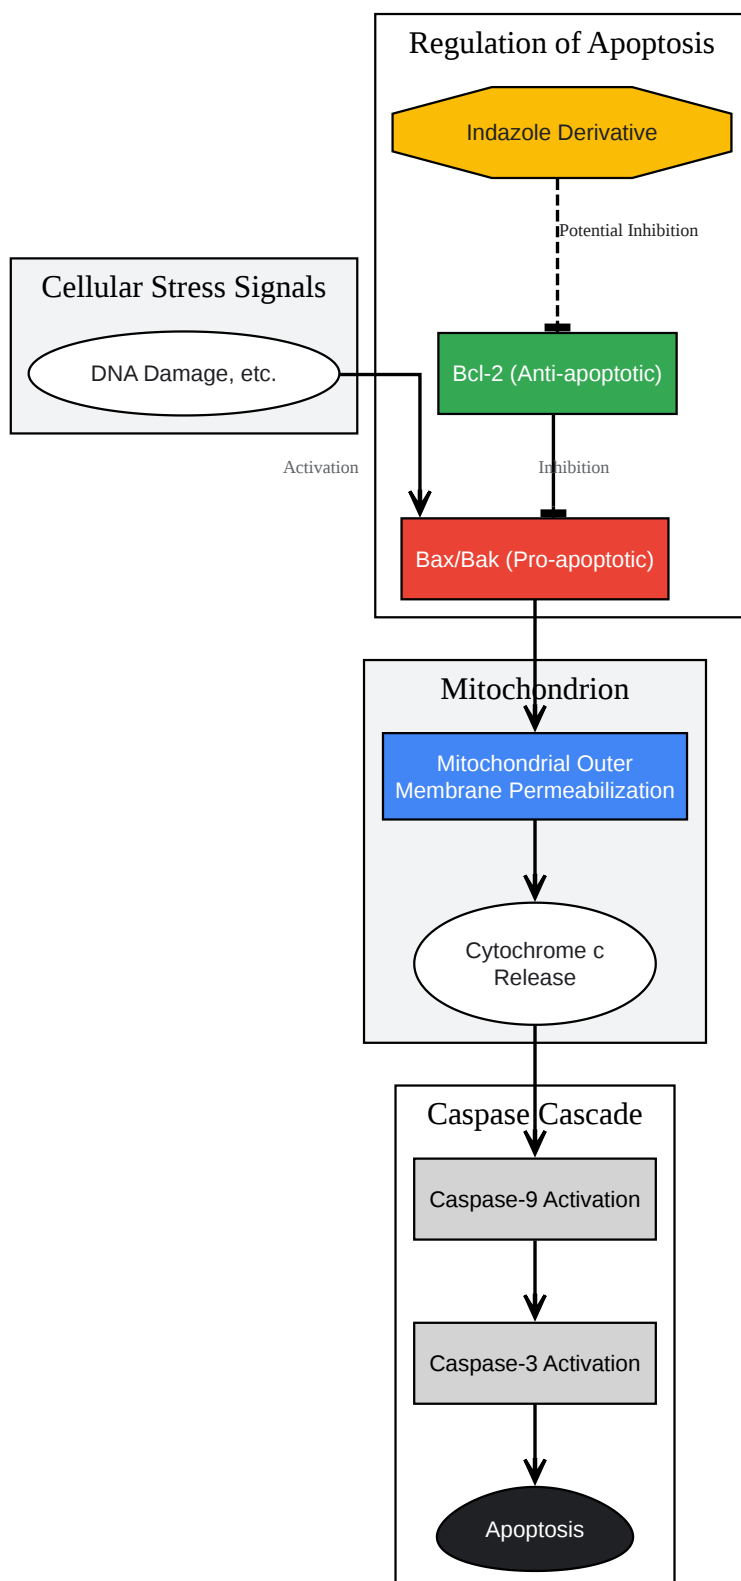 Regulation of Apoptosis
Indazole Derivative
Potential Inhibition
Cellular Stress Signals
DNA Damage, etc.
Bcl-2 (Anti-apoptotic)
Activation
Inhibition
Bax/Bak (Pro-apoptotic)
Mitochondrion
Mitochondrial Outer
Membrane Permeabilization
Cytochrome c
Release
Caspase Cascade
Caspase-9 Activation
Caspase-3 Activation
Apoptosis